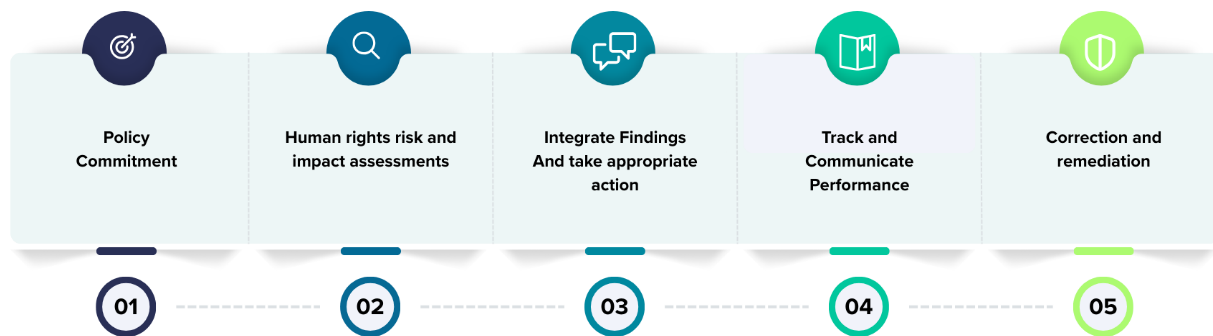 Policy
Commitment
Human rights risk and
impact assessments
Integrate Findings
And take appropriate
action
Track and
Communicate
Performance
Correction and
remediation
01
02
03
04
05